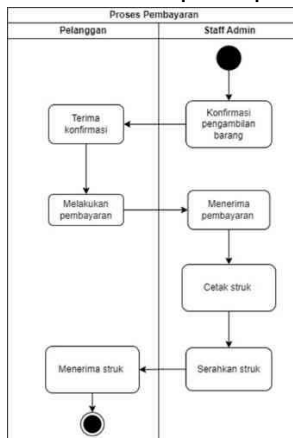 Proses Pembayaran
Pelanggan
Staff Admin
Konfirmasi
pengambilan
barang
Terima
konfirmasi
Melakukan
pembayaran
Menerima
pembayaran
Cetak struk
Serahkan struk
Menerima struk